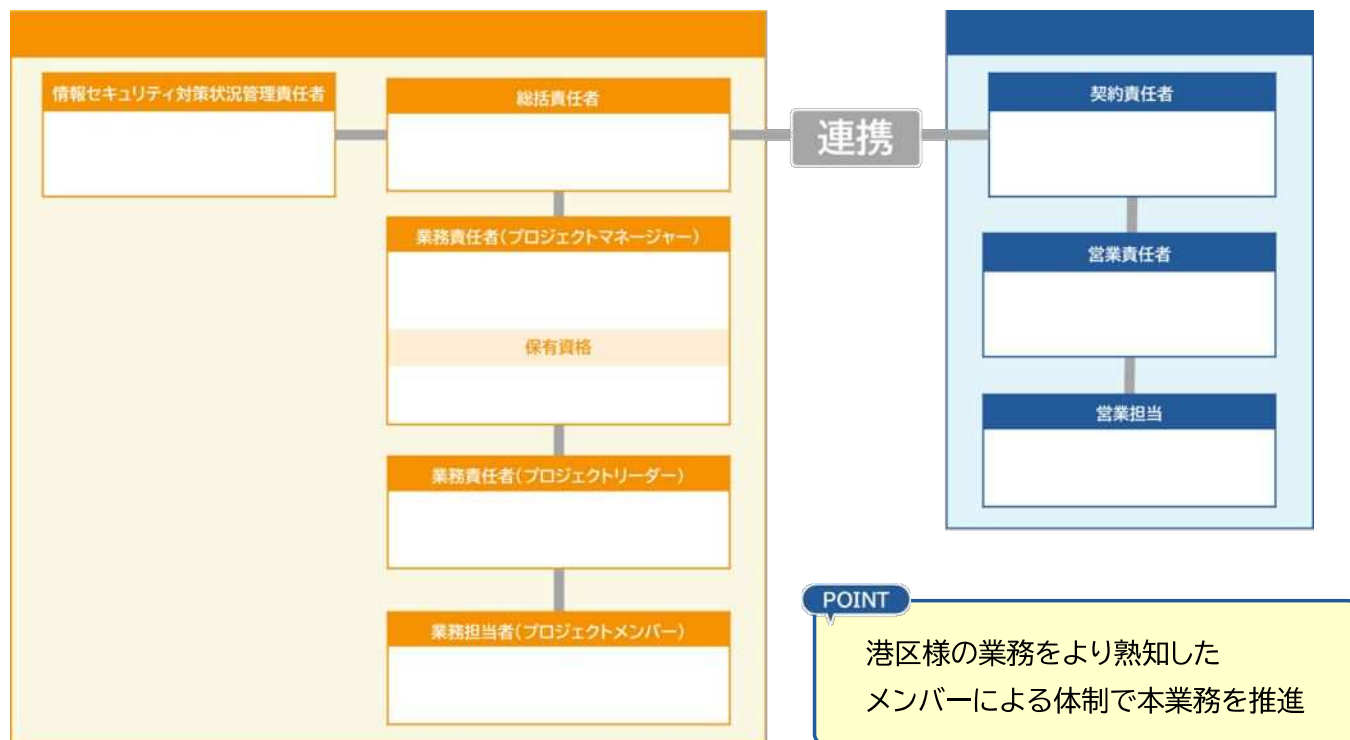 情報セキュリティ対策状況管理責任者
総括責任者
業務責任者(プロジェクトマネージャー)
保有資格
業務責任者(プロジェクトリーダー)
業務担当者(プロジェクトメンバー)
連携
契約責任者
営業責任者
営業担当
POINT
港区様の業務をより熟知した
メンバーによる体制で本業務を推進